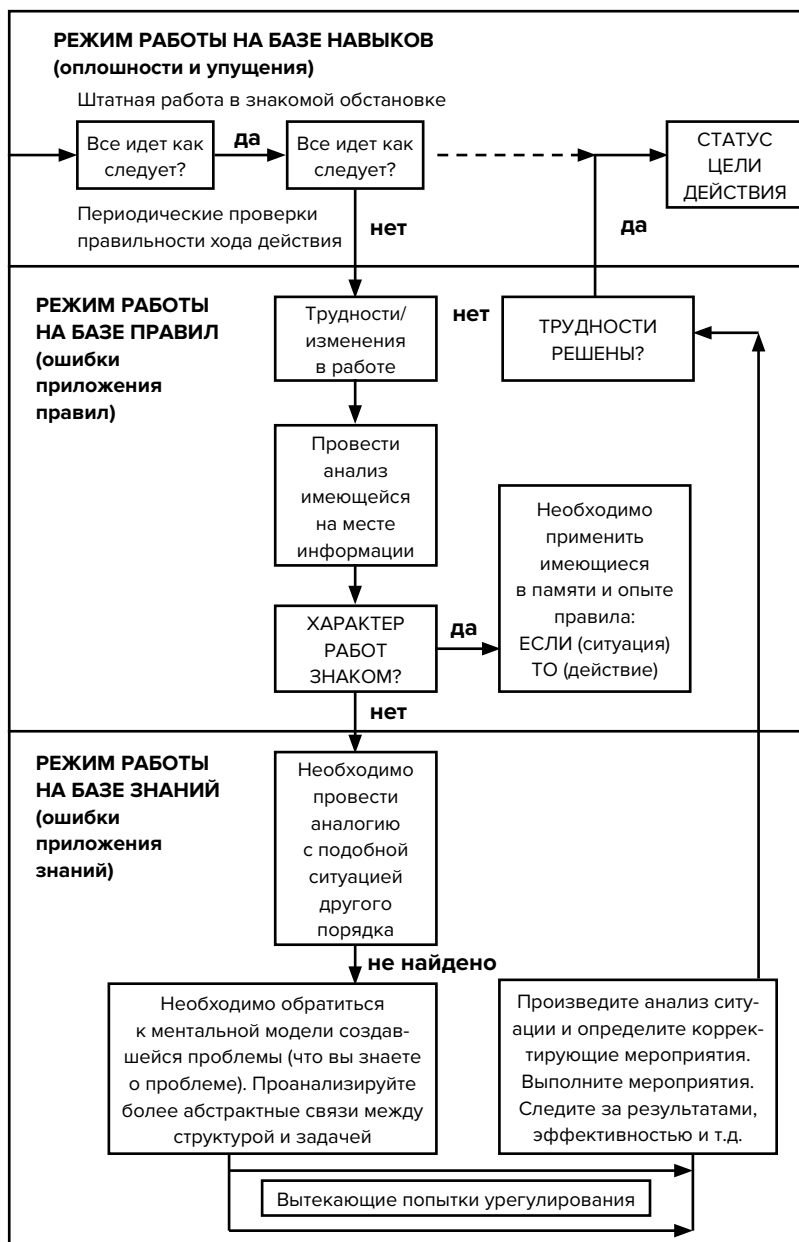 РЕЖИМ РАБОТЫ НА БАЗЕ НАВЫКОВ
(оплошности и упущения)
Штатная работа в знакомой обстановке
Все идет как
следует?
да
Все идет как
следует?
СТАТУС
ЦЕЛИ
ДЕЙСТВИЯ
Периодические проверки
правильности хода действия
нет
да
РЕЖИМ РАБОТЫ
НА БАЗЕ ПРАВИЛ
(ошибки
приложения
правил)
Трудности/
изменения
в работе
нет
ТРУДНОСТИ
РЕШЕНЫ?
Провести
анализ
имеющейся
на месте
информации
Необходимо
применить
имеющиеся
в памяти и опыте
правила:
ЕСЛИ (ситуация)
ТО (действие)
ХАРАКТЕР
РАБОТ
ЗНАКОМ?
да
нет
РЕЖИМ РАБОТЫ
НА БАЗЕ ЗНАНИЙ
(ошибки
приложения
знаний)
Необходимо
провести
аналогию
с подобной
ситуацией
другого
порядка
не найдено
Необходимо обратиться
к ментальной модели создав-
шейся проблемы (что вы знаете
о проблеме). Проанализируйте
более абстрактные связи между
структурой и задачей
Произведите анализ ситу-
ации и определите коррек-
тирующие мероприятия.
Выполните мероприятия.
Следите за результатами,
эффективностью и т.д.
Вытекающие попытки урегулирования